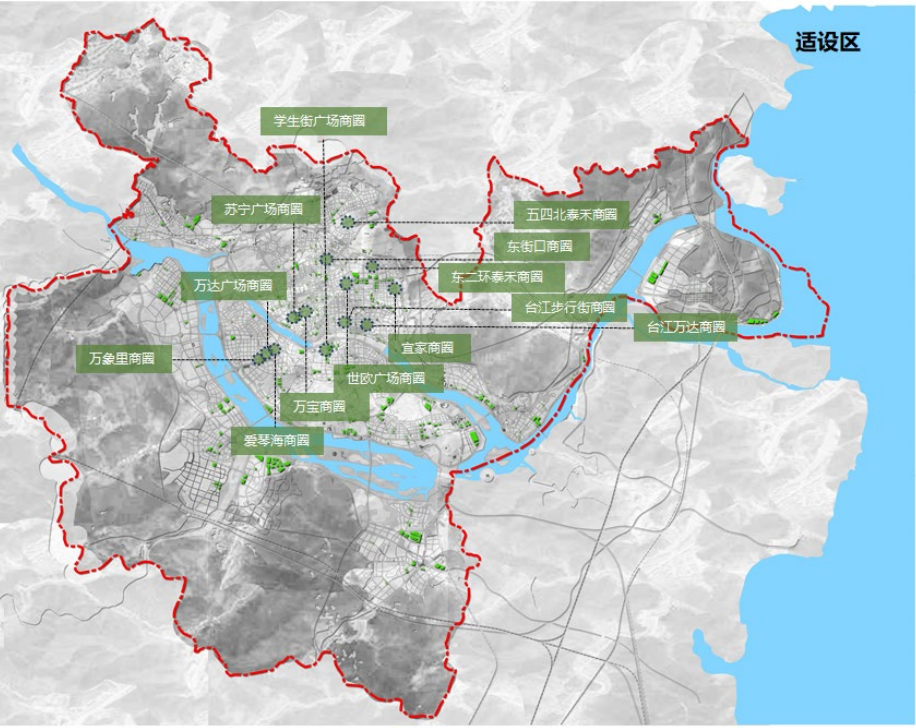 适设区
学生街广场商圈
苏宁广场商圈
五四北泰禾商圈
东街口商圈
东二环泰禾商圈
万达广场商圈
台江步行街商圈
台江万达商圈
宜家商圈
万象里商圈
世欧广场商圈
万宝商圈
爱琴海商圈